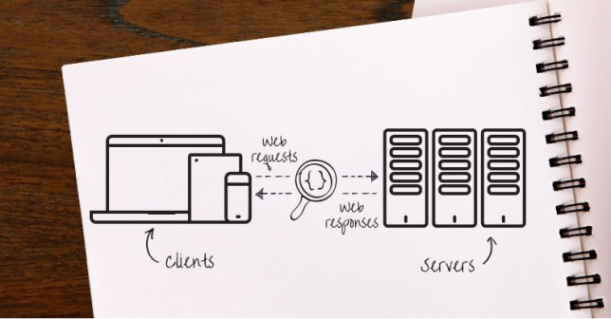 Web
requests
{}
Web
responses
clients
servers